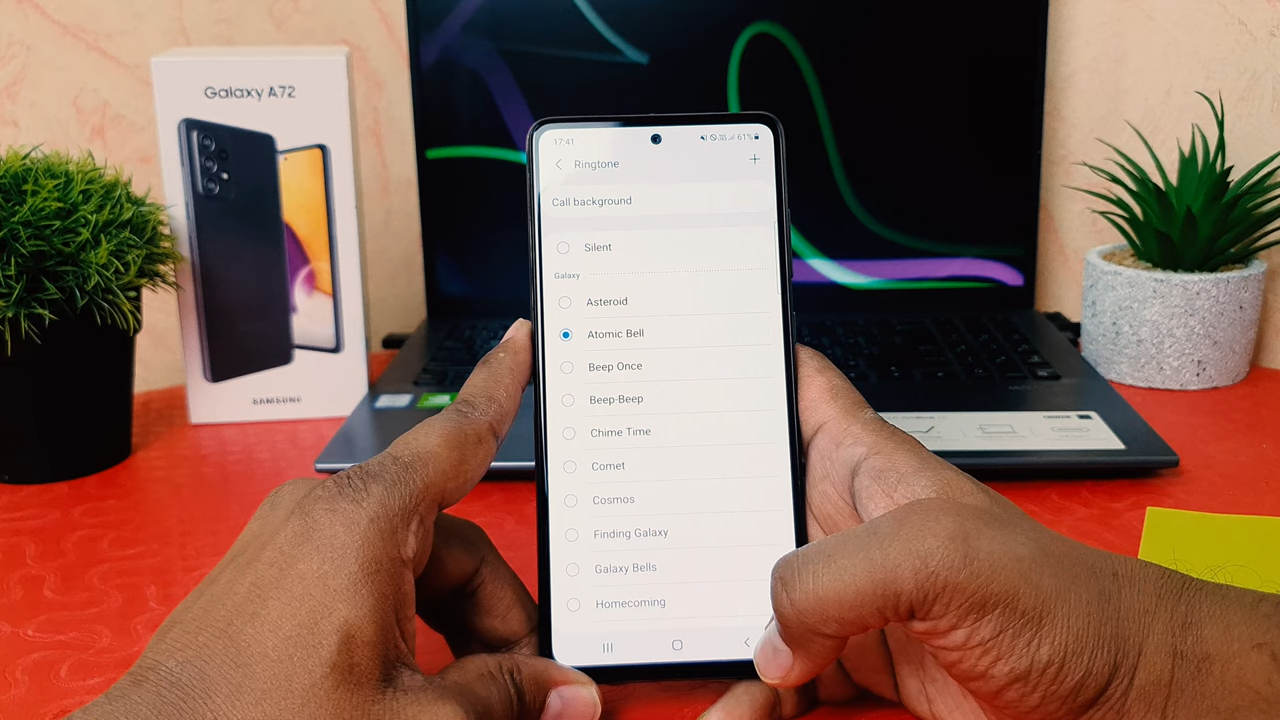 Galaxy A72
SAMSUNG
17:41
61%
Ringtone
Call background
Silent
Galaxy
Asteroid
Atomic Bell
Beep Once
Beep-Beep
Chime Time
Comet
Cosmos
Finding Galaxy
Galaxy Bells
Homecoming